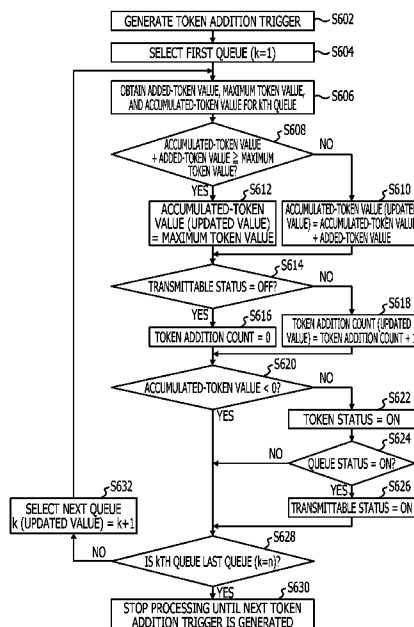 GENERATE TOKEN ADDITION TRIGGER
S602
SELECT FIRST QUEUE (k=1)
S604
OBTAIN ADDED-TOKEN VALUE, MAXIMUM TOKEN VALUE,
AND ACCUMULATED-TOKEN VALUE FOR kTH QUEUE
S606
S608
ACCUMULATED-TOKEN VALUE
+ ADDED-TOKEN VALUE ≧ MAXIMUM
TOKEN VALUE?
NO
YES
S612
ACCUMULATED-TOKEN
VALUE (UPDATED VALUE)
= MAXIMUM TOKEN VALUE
S610
ACCUMULATED-TOKEN VALUE (UPDATED
VALUE) = ACCUMULATED-TOKEN VALUE
+ ADDED-TOKEN VALUE
S614
TRANSMITTABLE STATUS = OFF?
NO
YES
S616
TOKEN ADDITION COUNT = 0
S618
TOKEN ADDITION COUNT (UPDATED
VALUE) = TOKEN ADDITION COUNT + 1
S620
ACCUMULATED-TOKEN VALUE < 0?
NO
YES
S622
TOKEN STATUS = ON
S624
QUEUE STATUS = ON?
NO
YES
S626
TRANSMITTABLE STATUS = ON
S632
SELECT NEXT QUEUE
k (UPDATED VALUE) = k+1
S628
IS kTH QUEUE LAST QUEUE (k=n)?
NO
YES
S630
STOP PROCESSING UNTIL NEXT TOKEN
ADDITION TRIGGER IS GENERATED